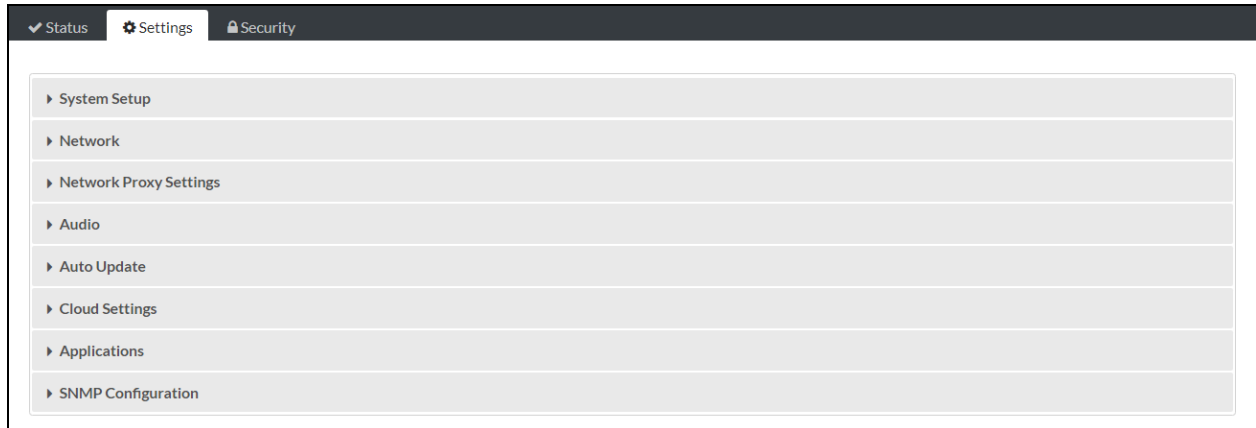 Status Settings Security
System Setup
Network
Network Proxy Settings
Audio
Auto Update
Cloud Settings
Applications
SNMP Configuration